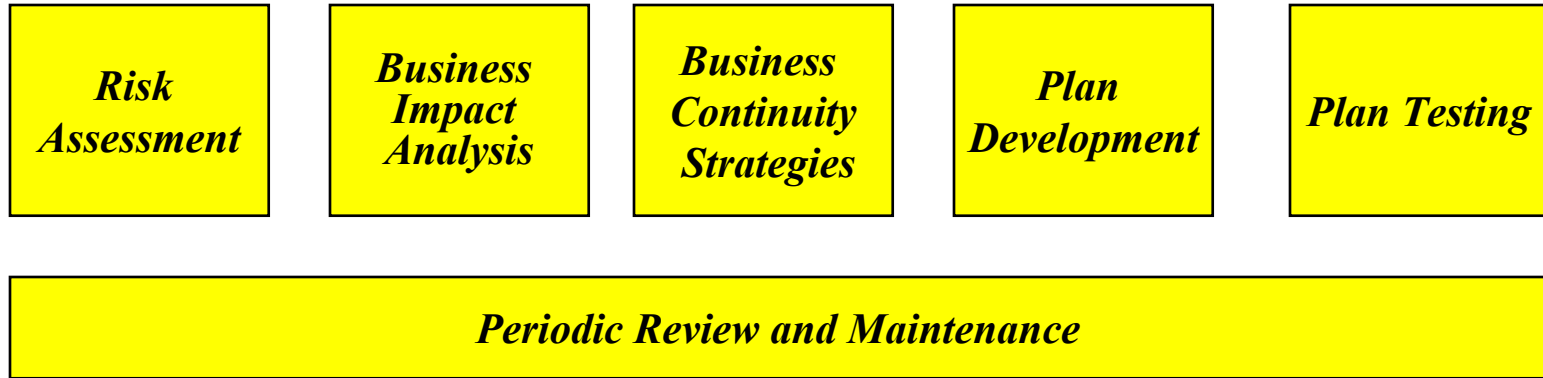 Risk
Assessment
Business
Impact
Analysis
Business
Continuity
Strategies
Plan
Development
Plan Testing
Periodic Review and Maintenance